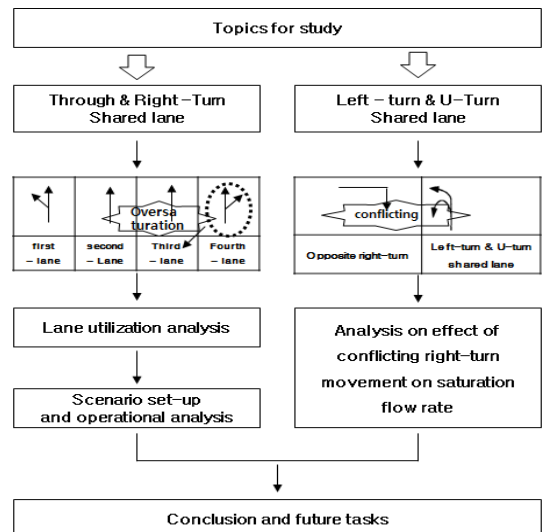 Topics for study
Through & Right-Turn
Shared lane
Left - turn & U-Turn
Shared lane
Oversa
turation
first
- lane
second
- Lane
Third
- lane
Fourth
- lane
conflicting
Opposite right-turn
Left-turn & U-turn
shared lane
Lane utilization analysis
Scenario set-up
and operational analysis
Analysis on effect of
conflicting right-turn
movement on saturation
flow rate
Conclusion and future tasks